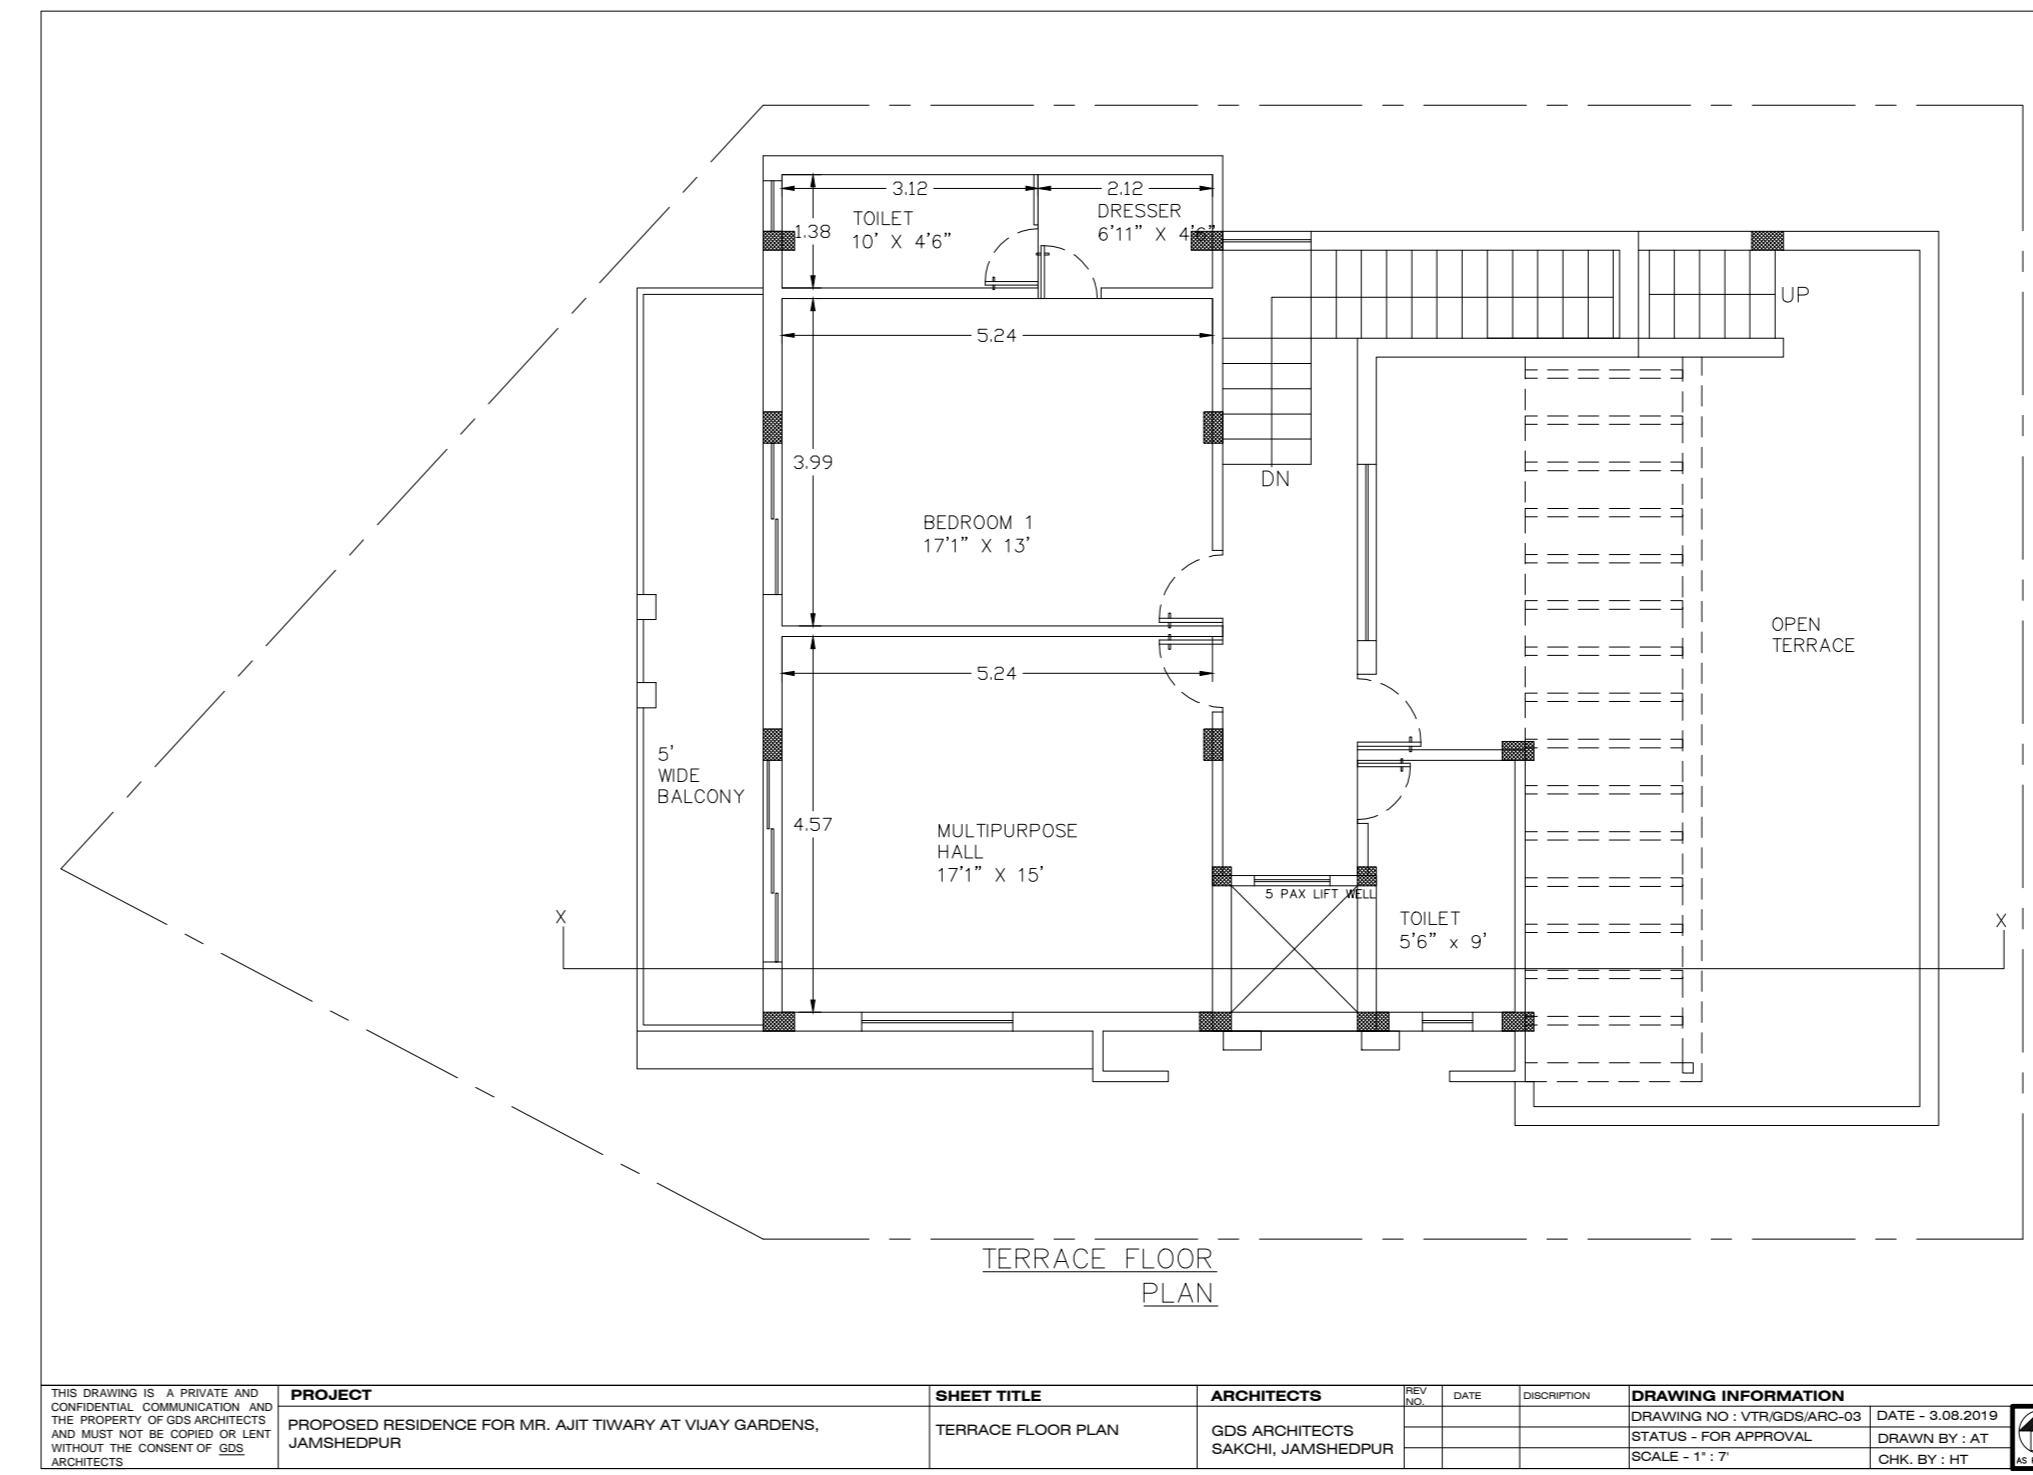 3.12
2.12
TOILET
10' X 4'6"
DRESSER
6'11" X 4'6"
1.38
UP
5.24
3.99
DN
BEDROOM 1
17'1" X 13'
OPEN
TERRACE
5.24
5'
WIDE
BALCONY
4.57
MULTIPURPOSE
HALL
17'1" X 15'
5 PAX LIFT WELL
TOILET
5'6" x 9'
X
X
TERRACE FLOOR
PLAN
THIS DRAWING IS A PRIVATE AND
CONFIDENTIAL COMMUNICATION AND
THE PROPERTY OF GDS ARCHITECTS
AND MUST NOT BE COPIED OR LENT
WITHOUT THE CONSENT OF GDS
ARCHITECTS
PROJECT
PROPOSED RESIDENCE FOR MR. AJIT TIWARY AT VIJAY GARDENS,
JAMSHEDPUR
SHEET TITLE
TERRACE FLOOR PLAN
ARCHITECTS
GDS ARCHITECTS
SAKCHI, JAMSHEDPUR
REV
NO.
DATE
DISCRIPTION
DRAWING INFORMATION
DRAWING NO : VTR/GDS/ARC-03
DATE - 3.08.2019
STATUS - FOR APPROVAL
DRAWN BY : AT
SCALE - 1" : 7'
CHK. BY : HT
AS